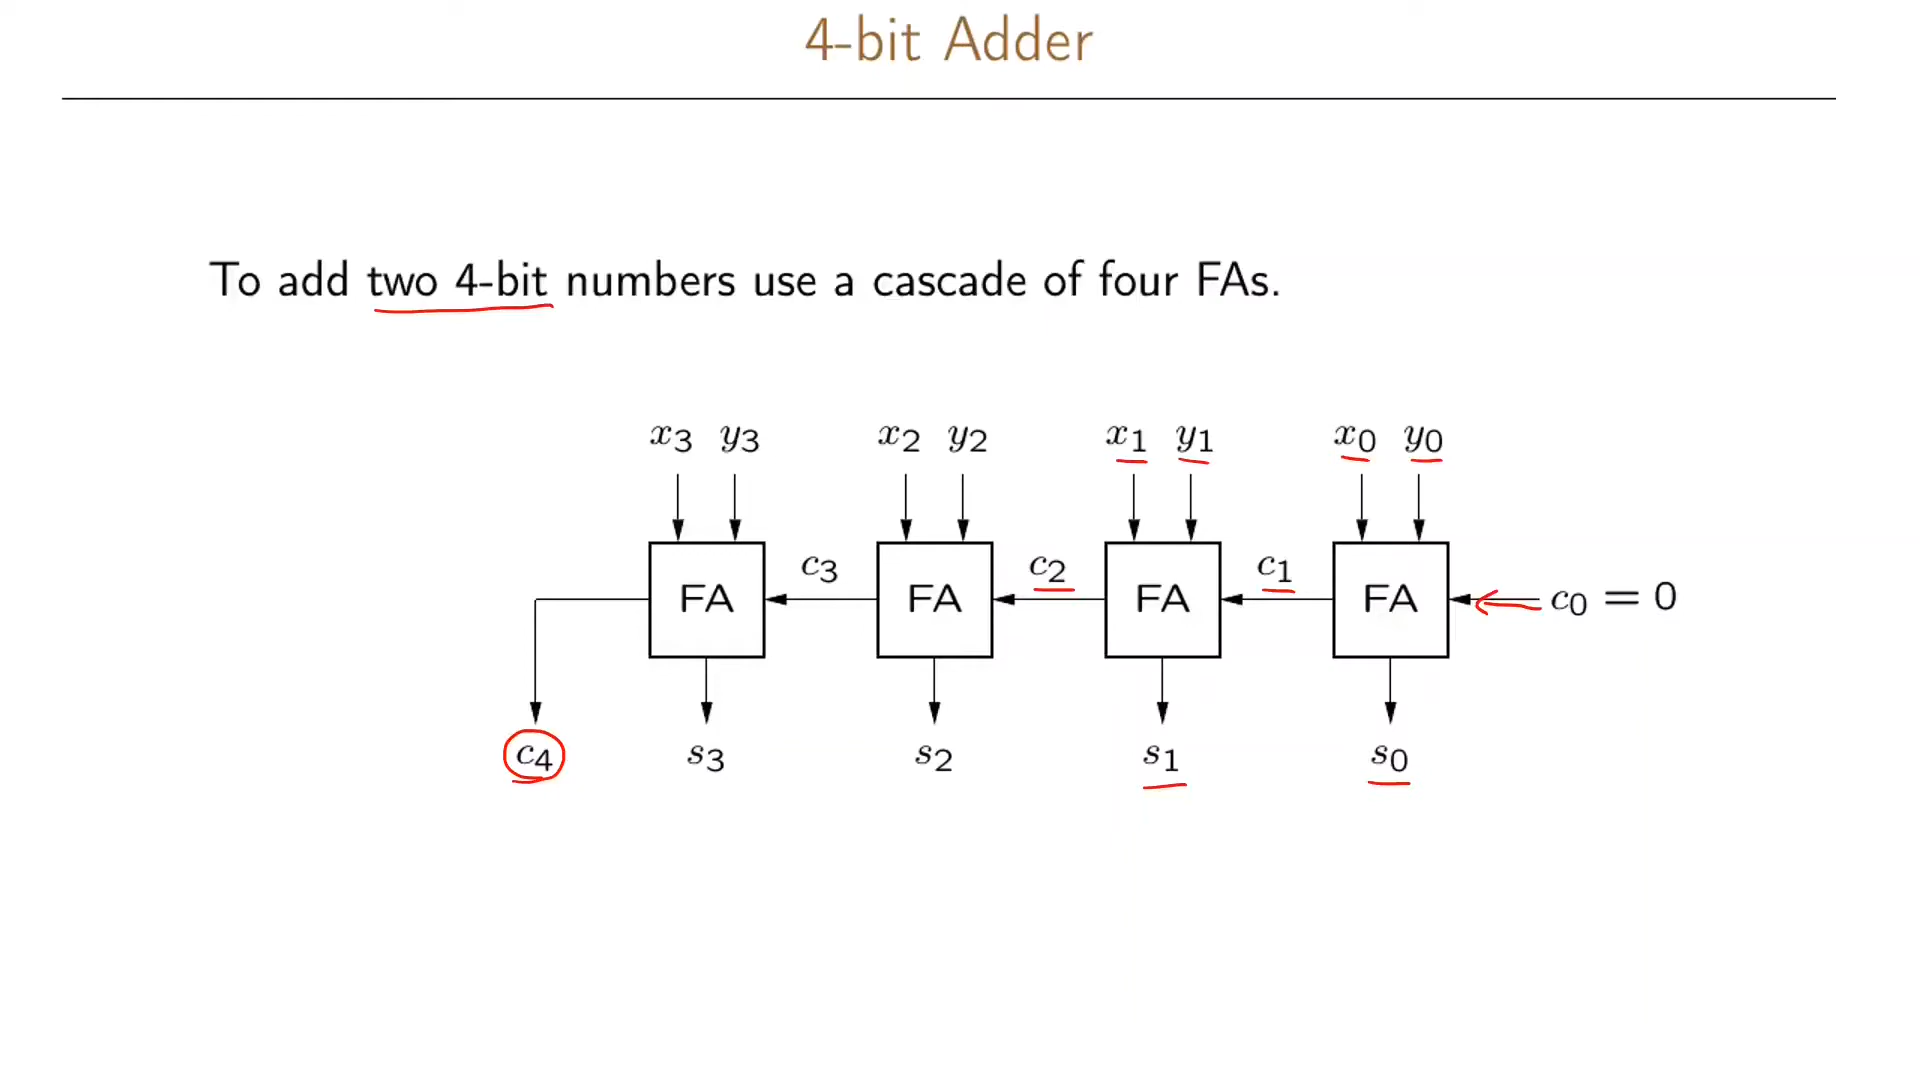 4-bit Adder
To add two 4-bit numbers use a cascade of four FAs.
x3 y3 x2 y2 x1 y1 x0 y0
c3 c2 c1
FA FA FA FA c0 = 0
c4 s3 s2 s1 s0